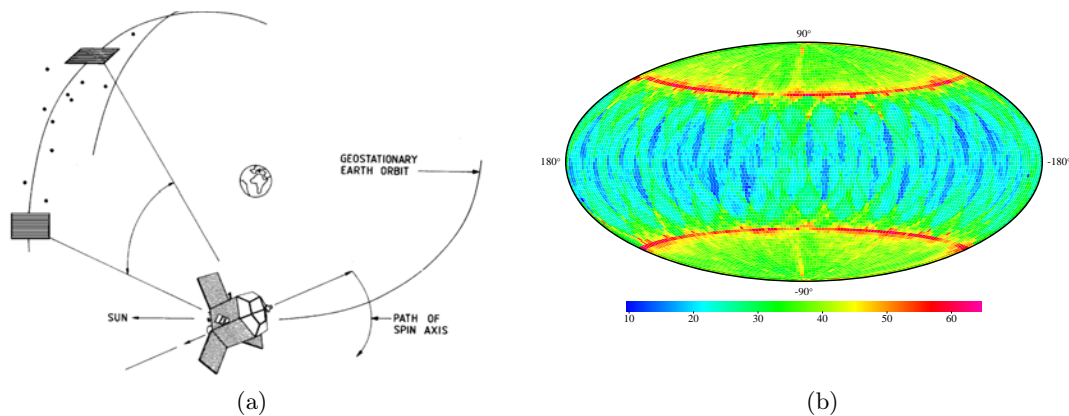 GEOSTATIONARY
EARTH ORBIT
SUN
PATH OF
SPIN AXIS
(a)
90°
180°
-180°
-90°
10 20 30 40 50 60
(b)